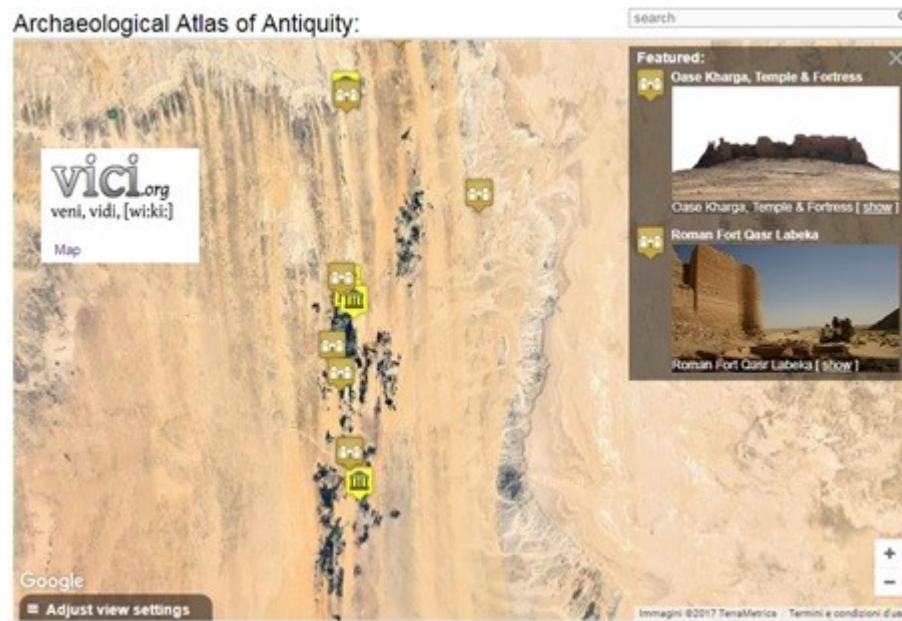 Archaeological Atlas of Antiquity:
search
vici.org
veni, vidi, [wi:ki:]
Map
Featured:
Oase Kharga, Temple & Fortress
Oase Kharga, Temple & Fortress [ show ]
Roman Fort Qasr Labeka
Roman Fort Qasr Labeka [ show ]
+
−
Google
≡ Adjust view settings
Immagini ©2017 TerraMetrics
Termini e condizioni d'uso